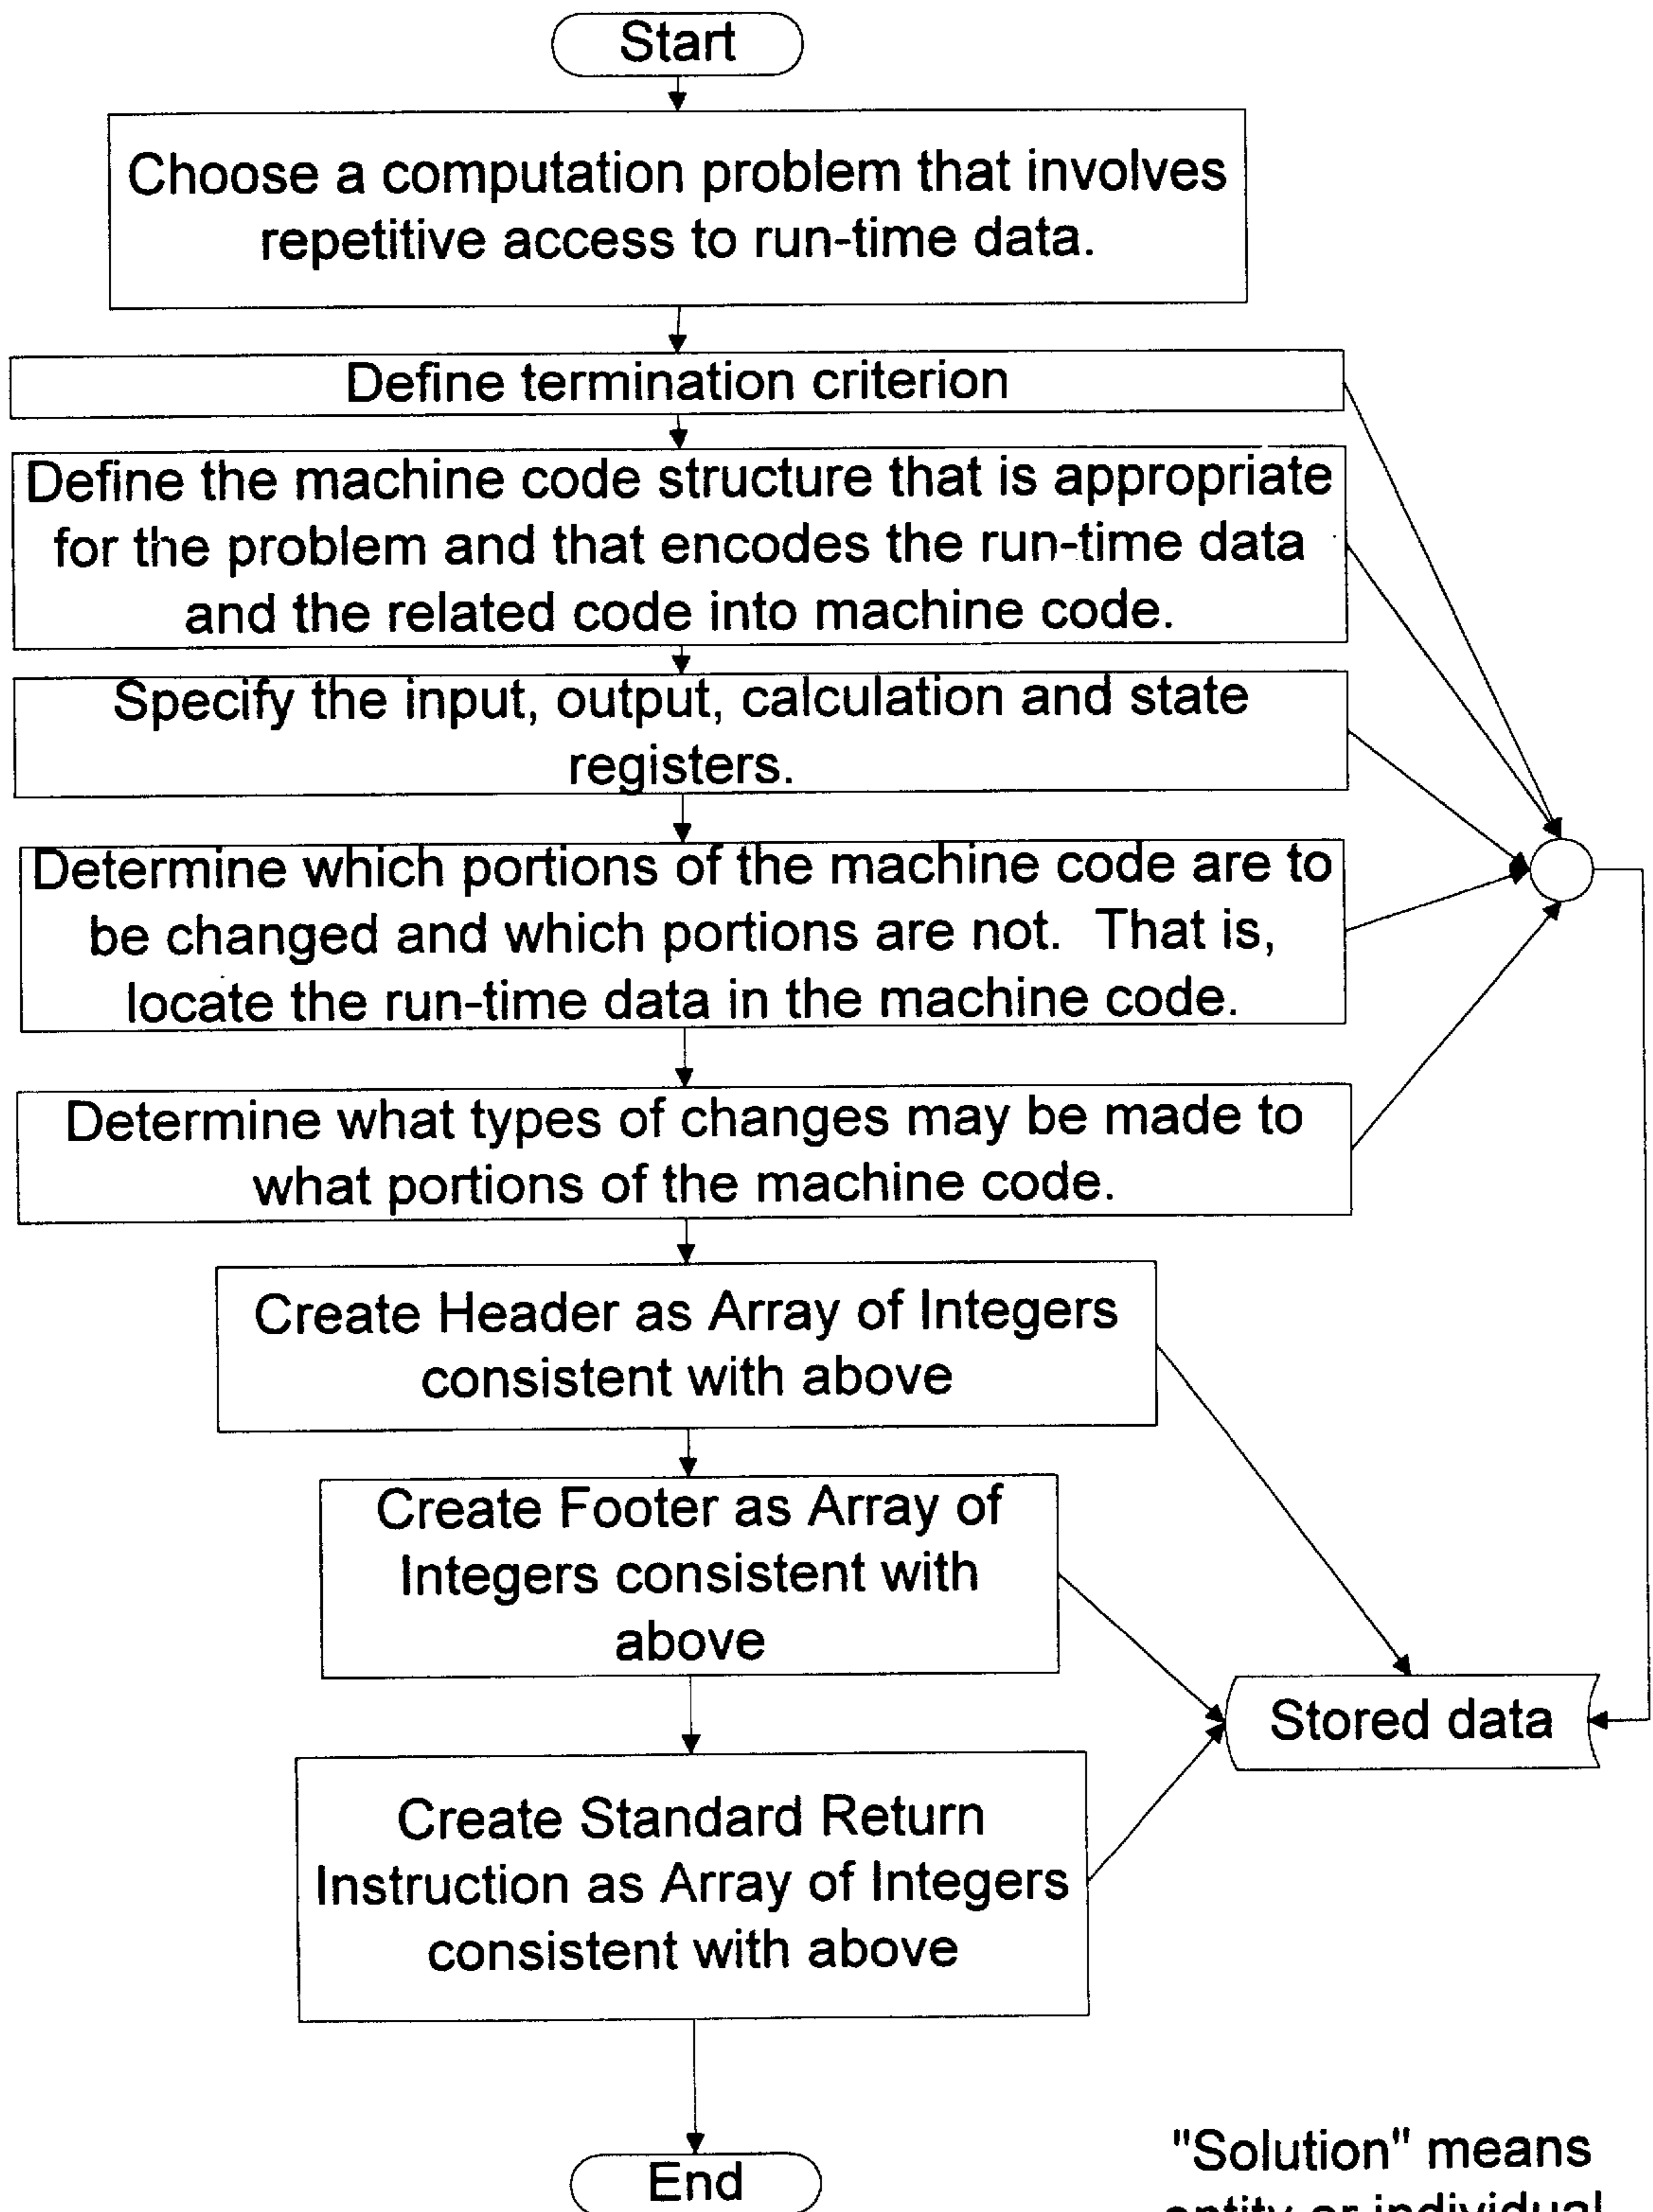 Start
Choose a computation problem that involves
repetitive access to run-time data.
Define termination criterion
Define the machine code structure that is appropriate
for the problem and that encodes the run-time data
and the related code into machine code.
Specify the input, output, calculation and state
registers.
Determine which portions of the machine code are to
be changed and which portions are not.  That is,
locate the run-time data in the machine code.
Determine what types of changes may be made to
what portions of the machine code.
Create Header as Array of Integers
consistent with above
Create Footer as Array of
Integers consistent with
above
Stored data
Create Standard Return
Instruction as Array of Integers
consistent with above
End
"Solution" means
entity or individual